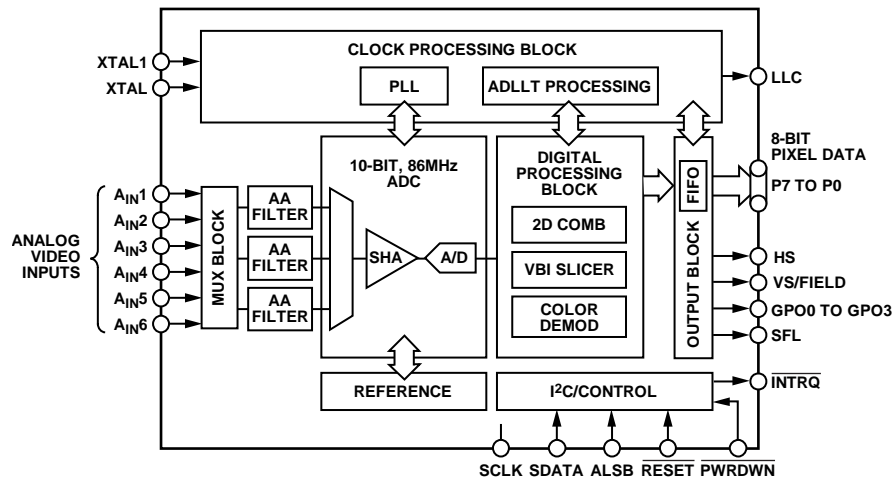 CLOCK PROCESSING BLOCK
XTAL1
XTAL
PLL
ADLLT PROCESSING
LLC
10-BIT, 86MHz
ADC
DIGITAL
PROCESSING
BLOCK
2D COMB
VBI SLICER
COLOR
DEMOD
OUTPUT BLOCK
FIFO
8-BIT
PIXEL DATA
P7 TO P0
ANALOG
VIDEO
INPUTS
AIN1
AIN2
AIN3
AIN4
AIN5
AIN6
MUX BLOCK
AA
FILTER
AA
FILTER
AA
FILTER
SHA
A/D
HS
VS/FIELD
GPO0 TO GPO3
SFL
REFERENCE
I2C/CONTROL
INTRQ
SCLK
SDATA
ALSB
RESET
PWRDWN